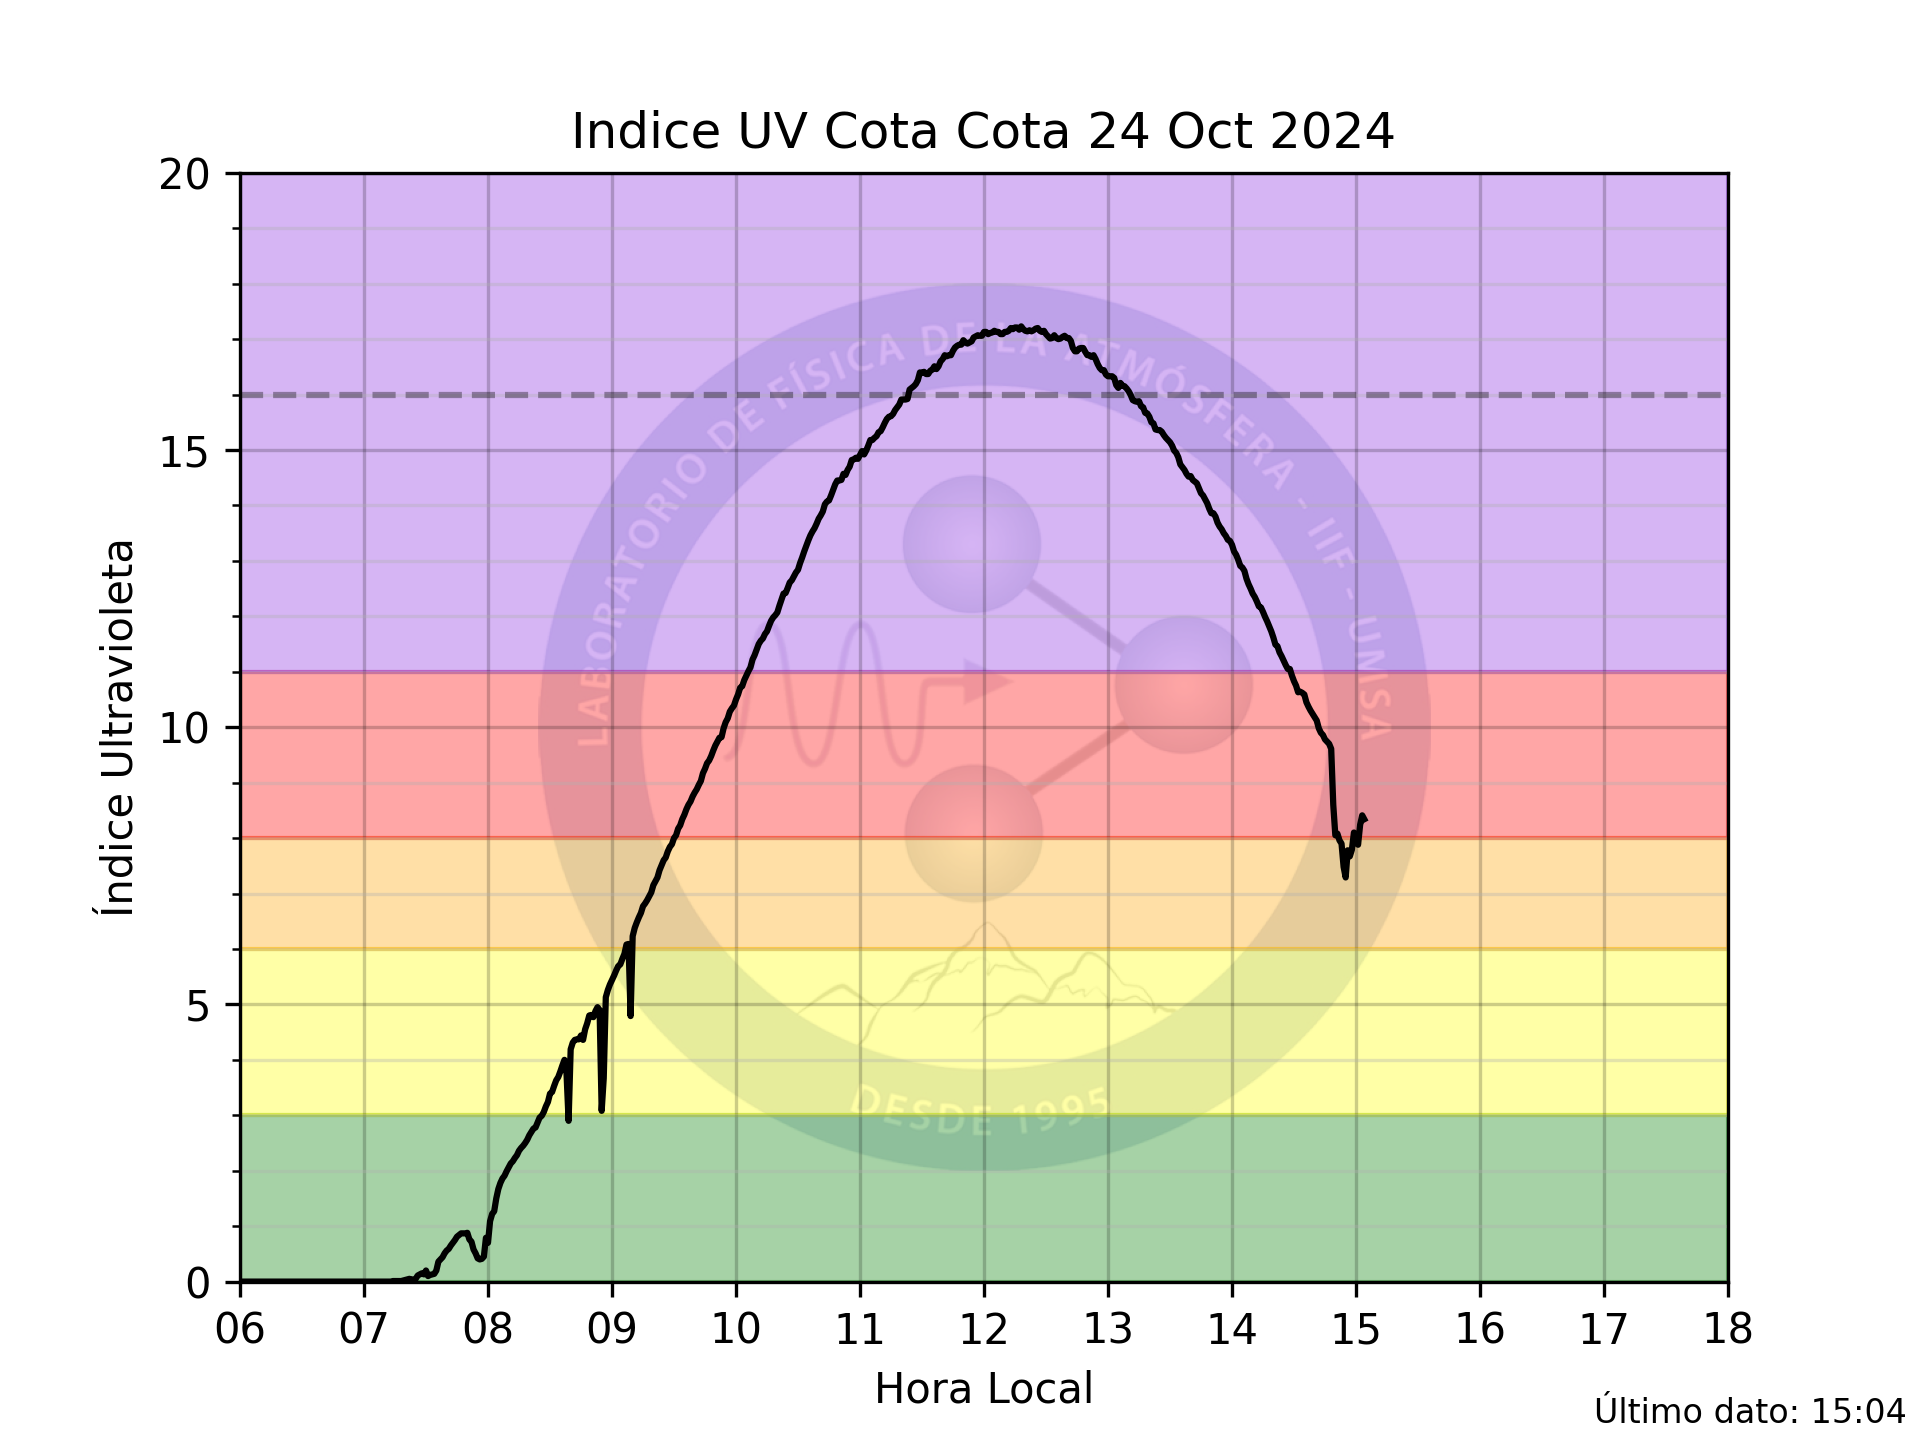 Indice UV Cota Cota 24 Oct 2024
20
15
10
5
0
Índice Ultravioleta
LABORATORIO DE FÍSICA DE LA ATMÓSFERA - IIF - UMSA
DESDE 1995
06 07 08 09 10 11 12 13 14 15 16 17 18
Hora Local
Último dato: 15:04